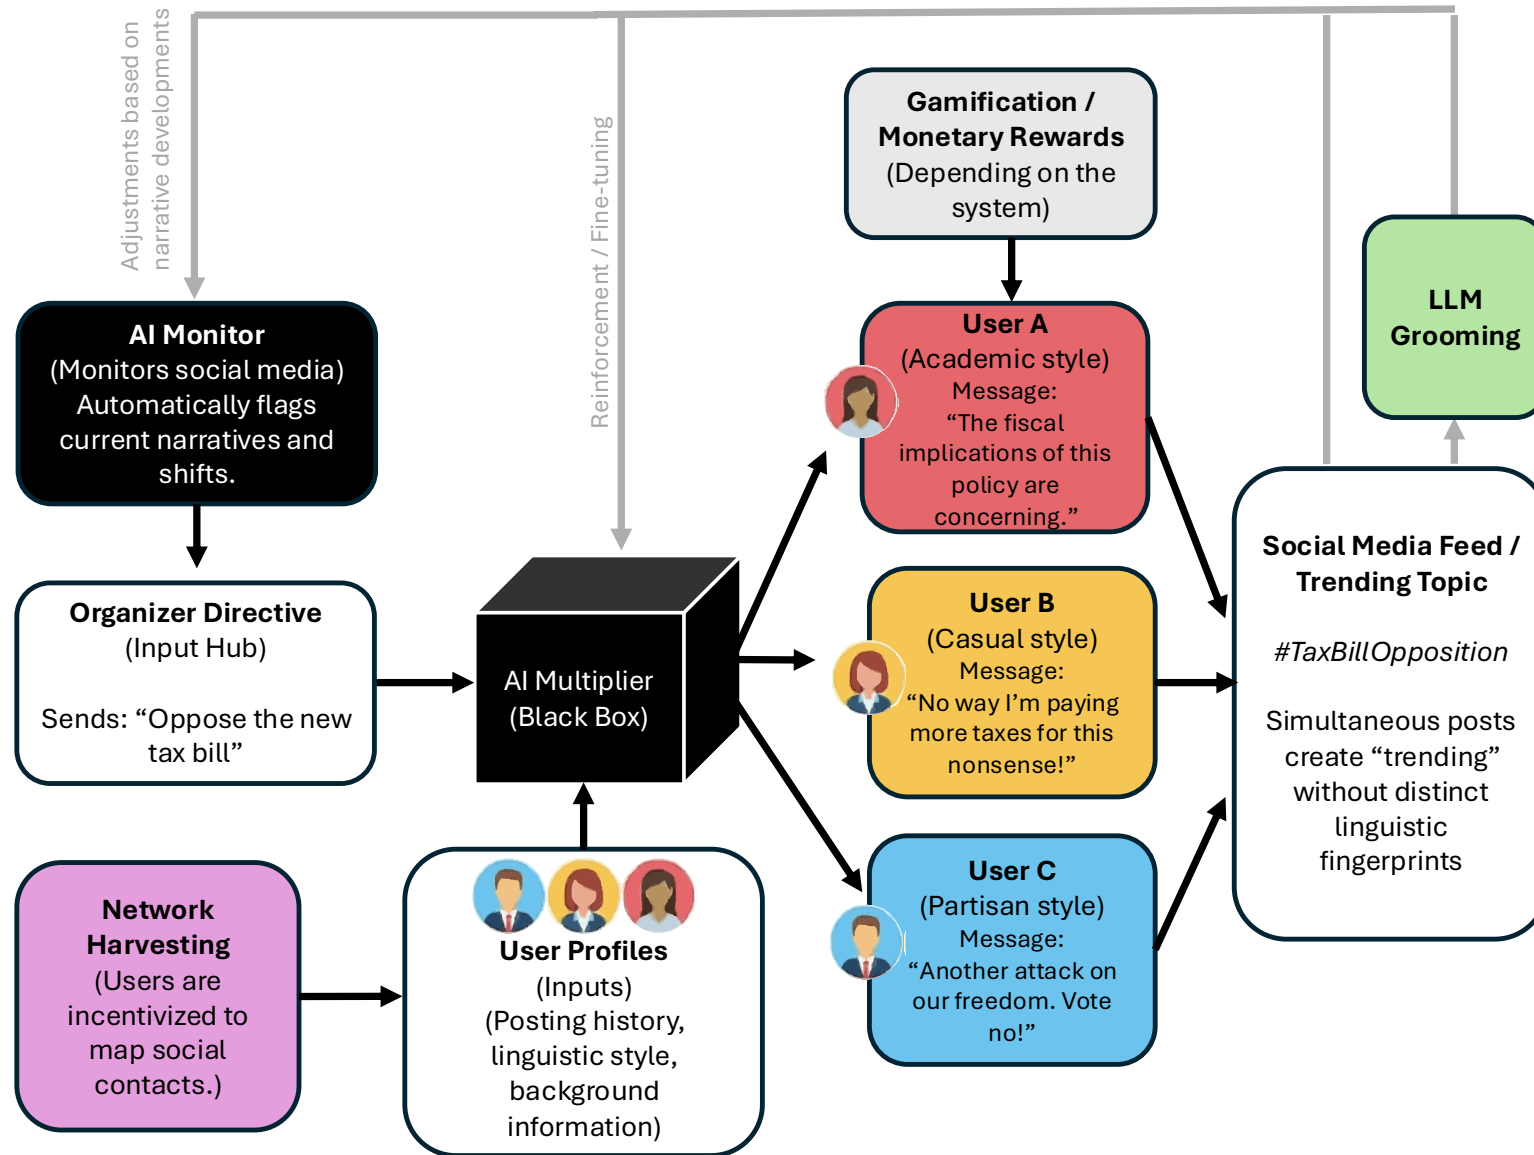 Adjustments based on
narrative developments
Reinforcement / Fine-tuning
Gamification /
Monetary Rewards
(Depending on the
system)
LLM
Grooming
AI Monitor
(Monitors social media)
Automatically flags
current narratives and
shifts.
User A
(Academic style)
Message:
“The fiscal
implications of this
policy are
concerning.”
Organizer Directive
(Input Hub)
Sends: “Oppose the new
tax bill”
AI Multiplier
(Black Box)
User B
(Casual style)
Message:
“No way I’m paying
more taxes for this
nonsense!”
Social Media Feed /
Trending Topic
#TaxBillOpposition
Simultaneous posts
create “trending”
without distinct
linguistic
fingerprints
Network
Harvesting
(Users are
incentivized to
map social
contacts.)
User Profiles
(Inputs)
(Posting history,
linguistic style,
background
information)
User C
(Partisan style)
Message:
“Another attack on
our freedom. Vote
no!”